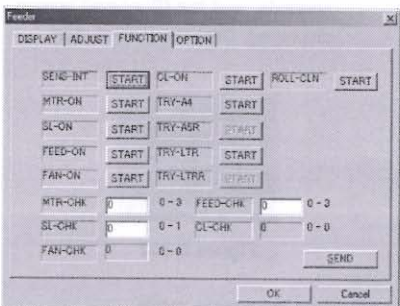 Feeder
DISPLAY ADJUST FUNCTION OPTION
SENS-INT START CL-ON START ROLL-CLN START
MTR-ON START TRY-A4 START
SL-ON START TRY-A5R START
FEED-ON START TRY-LTR START
FAN-ON START TRY-LTRR START
MTR-CHK 0 0 - 3 FEED-CHK 0 0 - 3
SL-CHK 0 0 - 1 CL-CHK 0 0 - 0
FAN-CHK 0 0 - 0
SEND
OK Cancel